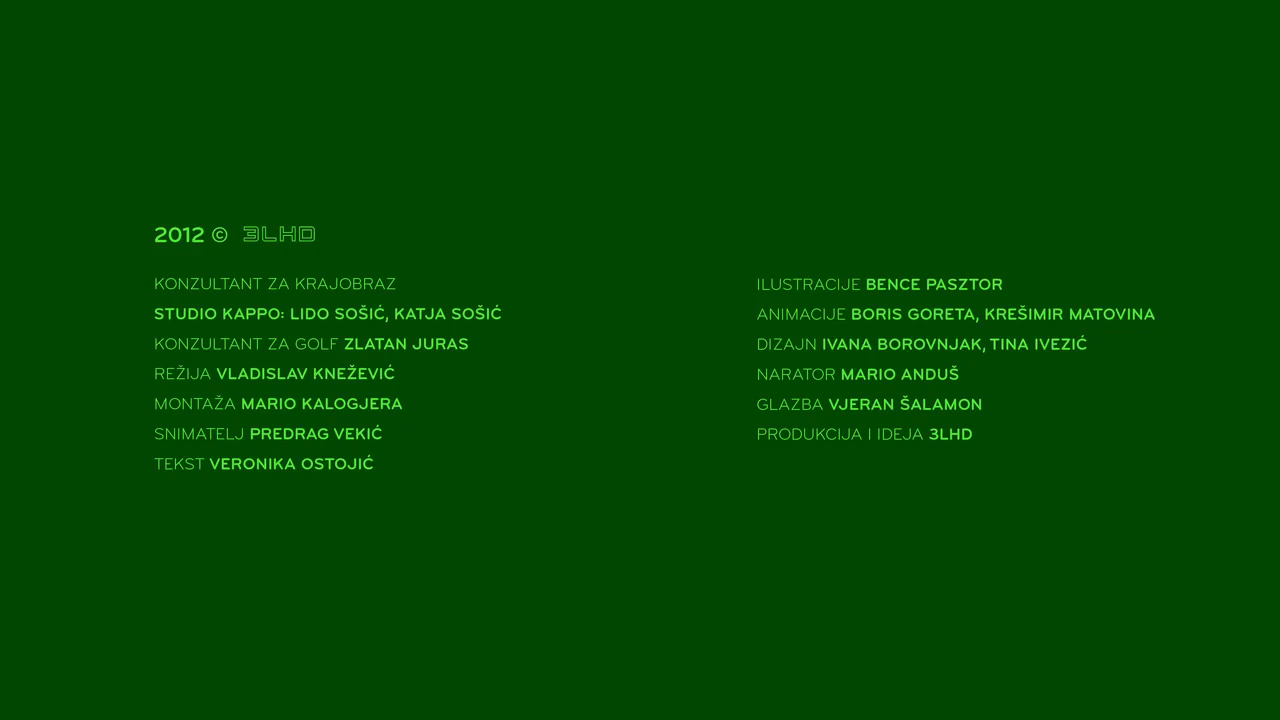 2012 © 3LHD
KONZULTANT ZA KRAJOBRAZ
STUDIO KAPPO: LIDO SOŠIĆ, KATJA SOŠIĆ
KONZULTANT ZA GOLF ZLATAN JURAS
REŽIJA VLADISLAV KNEŽEVIĆ
MONTAŽA MARIO KALOGJERA
SNIMATELJ PREDRAG VEKIĆ
TEKST VERONIKA OSTOJIĆ
ILUSTRACIJE BENCE PASZTOR
ANIMACIJE BORIS GORETA, KREŠIMIR MATOVINA
DIZAJN IVANA BOROVNJAK, TINA IVEZIĆ
NARATOR MARIO ANDUŠ
GLAZBA VJERAN ŠALAMON
PRODUKCIJA I IDEJA 3LHD